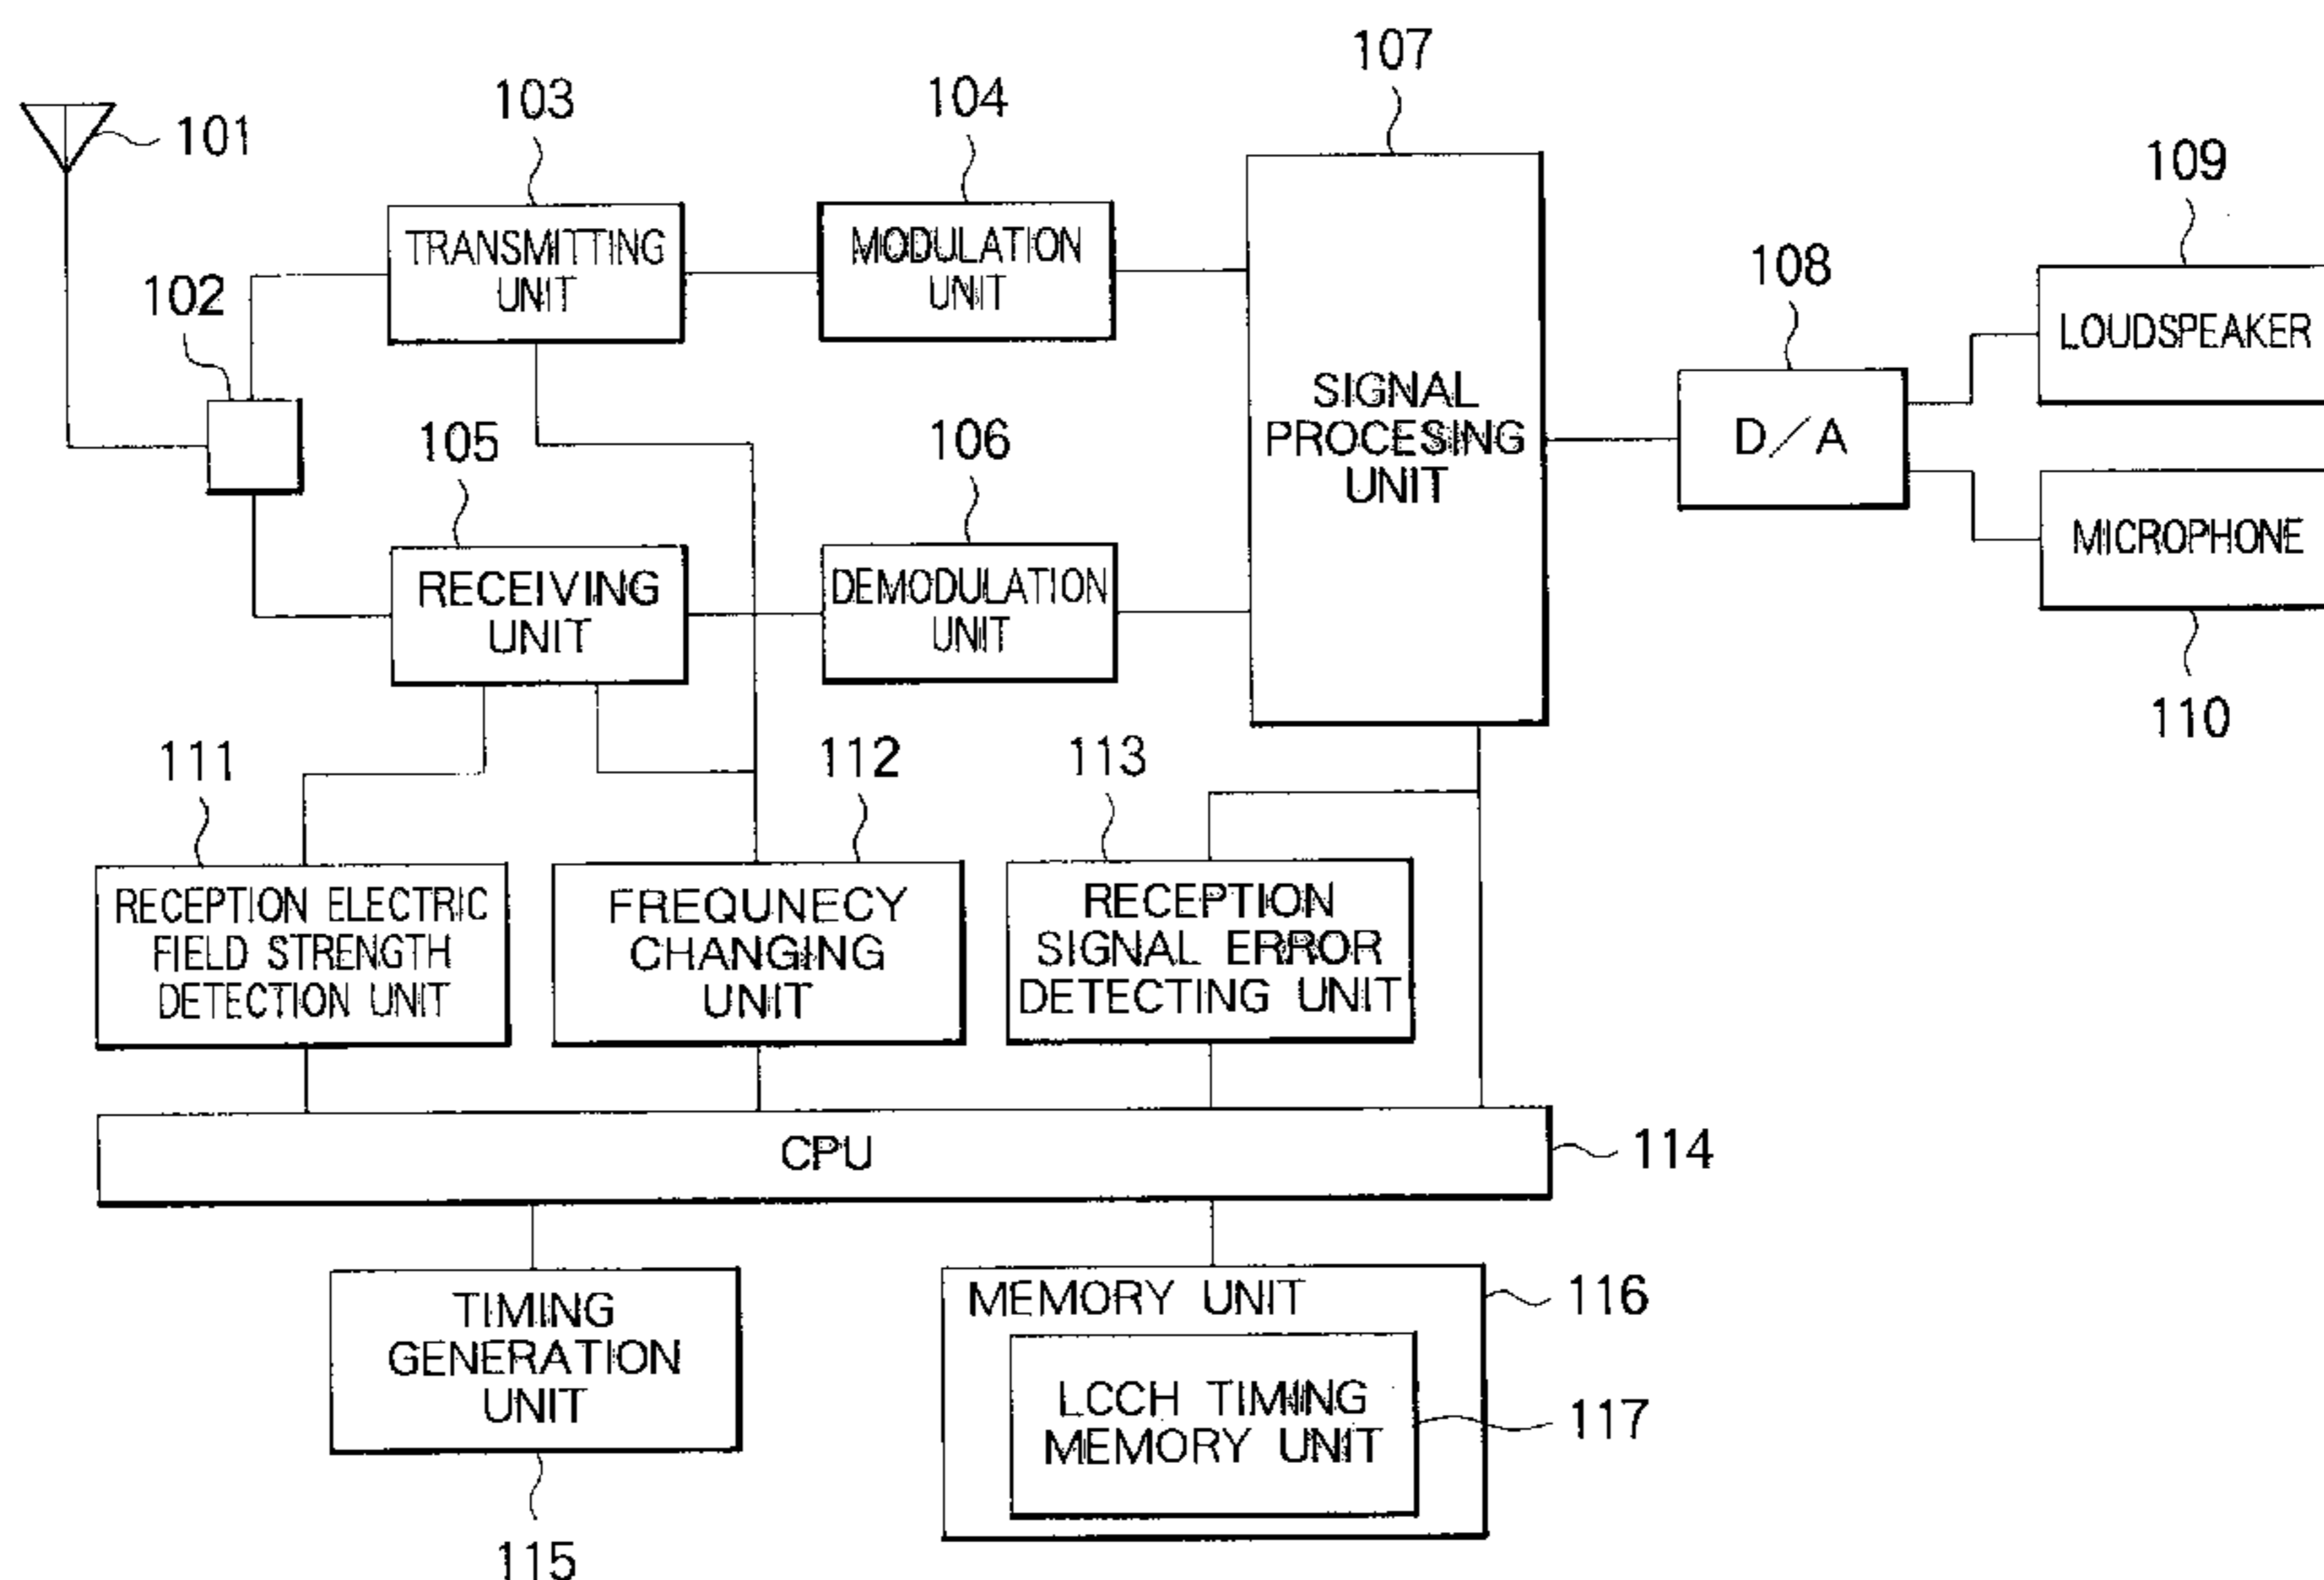 107
103
104
101
109
TRANSMITTING
UNIT
MODULATION
UNIT
108
102
LOUDSPEAKER
SIGNAL
PROCESING
UNIT
D/A
105
106
MICROPHONE
RECEIVING
UNIT
DEMODULATION
UNIT
110
111
112
113
RECEPTION ELECTRIC
FIELD STRENGTH
DETECTION UNIT
FREQUNECY
CHANGING
UNIT
RECEPTION
SIGNAL ERROR
DETECTING UNIT
CPU
114
TIMING
GENERATION
UNIT
MEMORY UNIT
116
LCCH TIMING
MEMORY UNIT
117
115